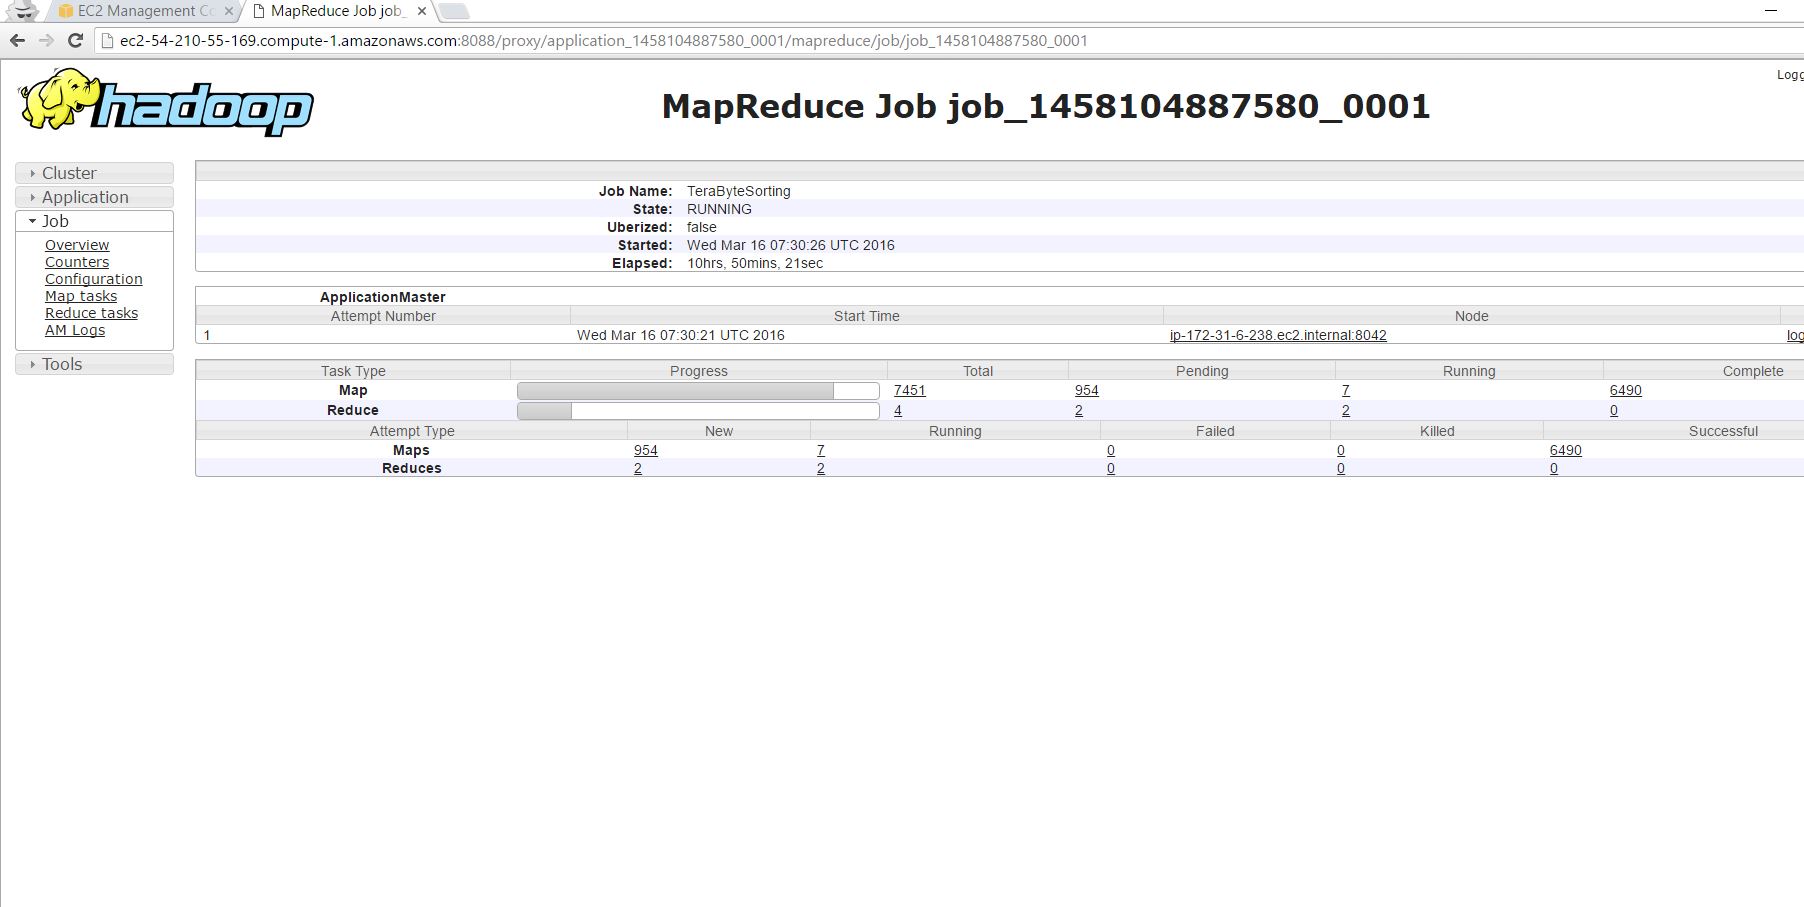 EC2 Management Co
MapReduce Job job_
ec2-54-210-55-169.compute-1.amazonaws.com:8088/proxy/application_1458104887580_0001/mapreduce/job/job_1458104887580_0001
Logg
hadoop
MapReduce Job job_1458104887580_0001
Cluster
Application
Job
Overview
Counters
Configuration
Map tasks
Reduce tasks
AM Logs
Tools
Job Name: TeraByteSorting
State: RUNNING
Uberized: false
Started: Wed Mar 16 07:30:26 UTC 2016
Elapsed: 10hrs, 50mins, 21sec
ApplicationMaster
Attempt Number Start Time Node
1 Wed Mar 16 07:30:21 UTC 2016 ip-172-31-6-238.ec2.internal:8042 log
Task Type Progress Total Pending Running Complete
Map 7451 954 7 6490
Reduce 4 2 2 0
Attempt Type New Running Failed Killed Successful
Maps 954 7 0 0 6490
Reduces 2 2 0 0 0